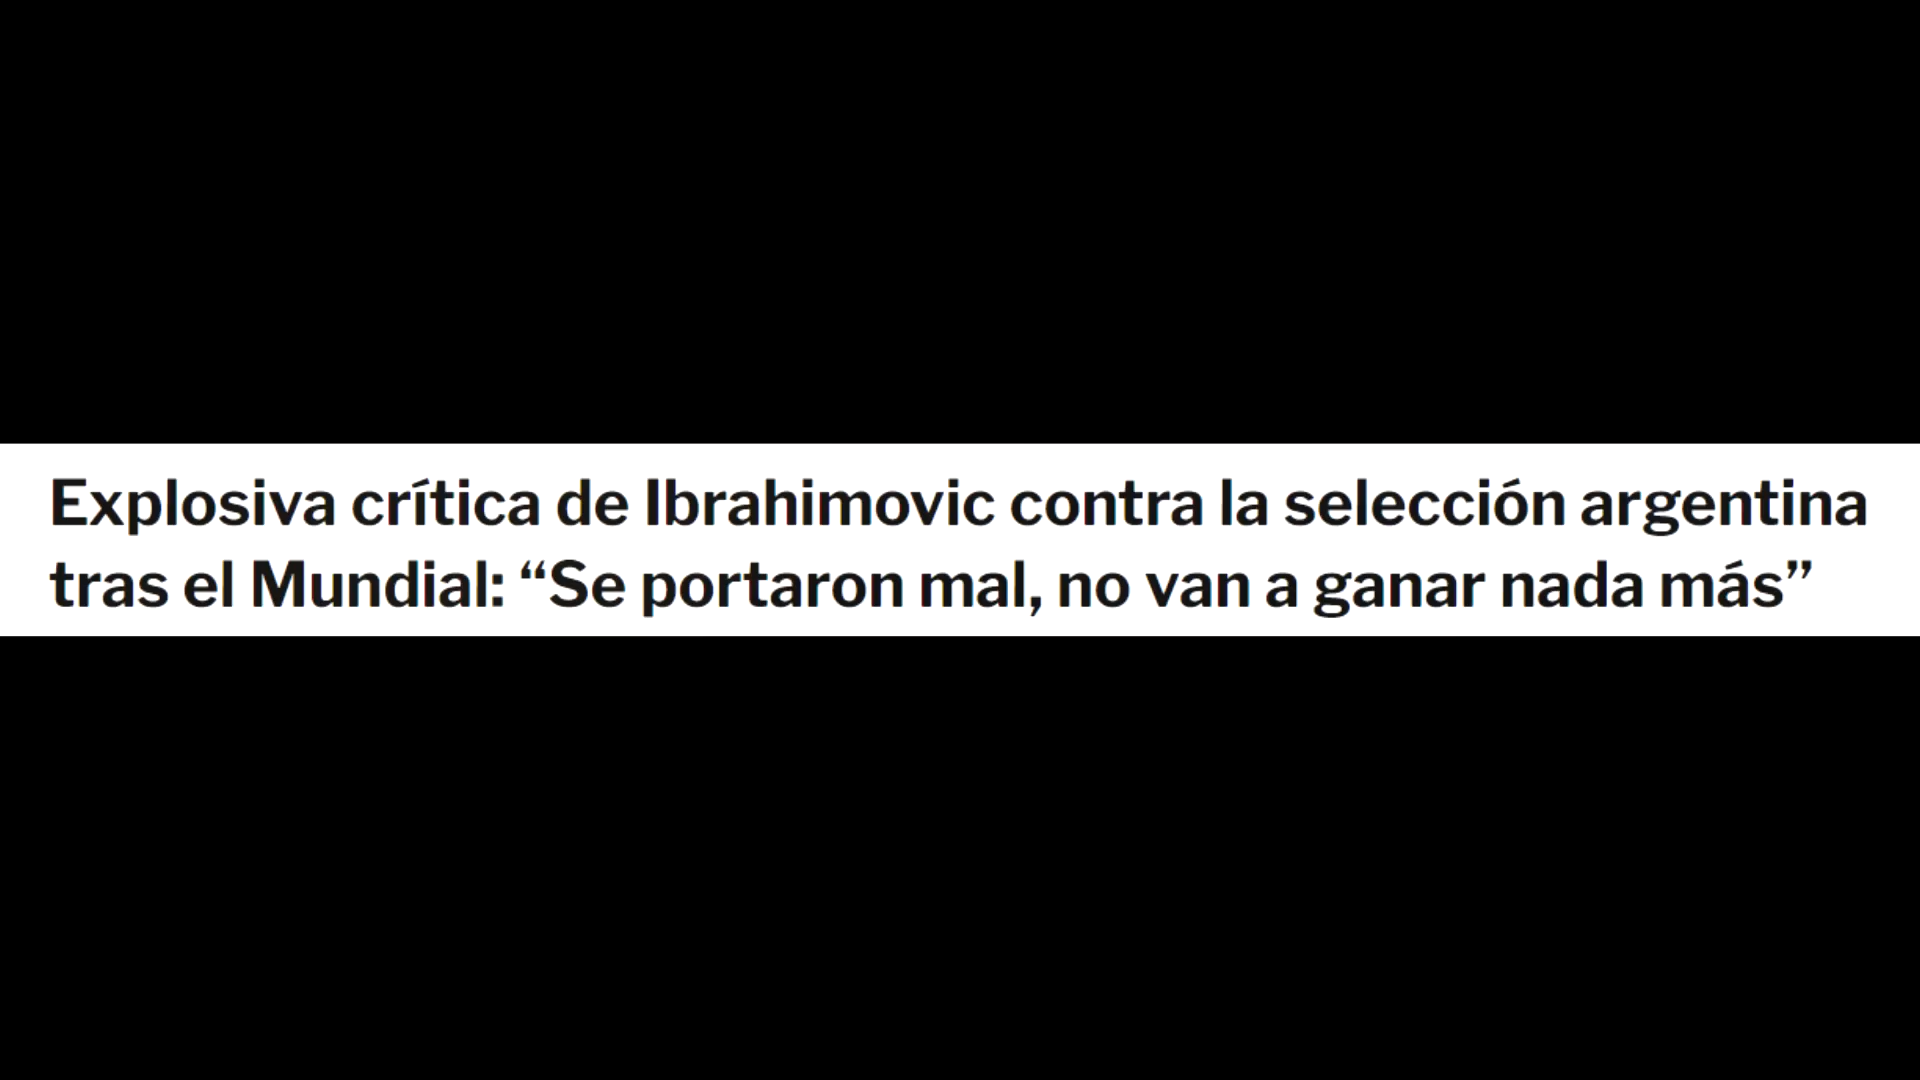 Explosiva crítica de Ibrahimovic contra la selección argentina
tras el Mundial: “Se portaron mal, no van a ganar nada más”